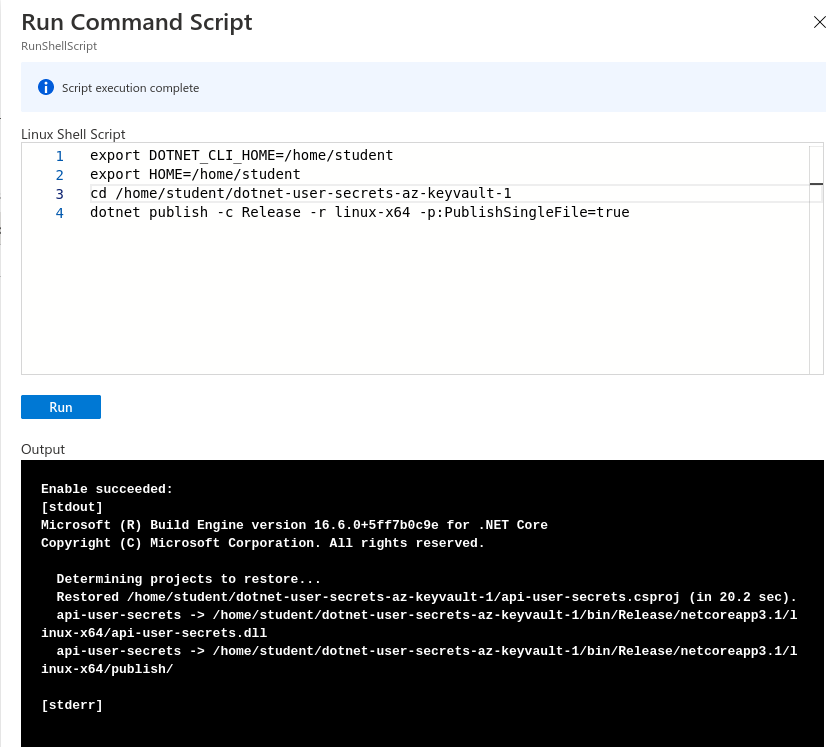 Run Command Script
RunShellScript
Script execution complete
Linux Shell Script
1 export DOTNET_CLI_HOME=/home/student
2 export HOME=/home/student
3 cd /home/student/dotnet-user-secrets-az-keyvault-1
4 dotnet publish -c Release -r linux-x64 -p:PublishSingleFile=true
Run
Output
Enable succeeded:
[stdout]
Microsoft (R) Build Engine version 16.6.0+5ff7b0c9e for .NET Core
Copyright (C) Microsoft Corporation. All rights reserved.
Determining projects to restore...
Restored /home/student/dotnet-user-secrets-az-keyvault-1/api-user-secrets.csproj (in 20.2 sec).
api-user-secrets -> /home/student/dotnet-user-secrets-az-keyvault-1/bin/Release/netcoreapp3.1/l
inux-x64/api-user-secrets.dll
api-user-secrets -> /home/student/dotnet-user-secrets-az-keyvault-1/bin/Release/netcoreapp3.1/l
inux-x64/publish/
[stderr]